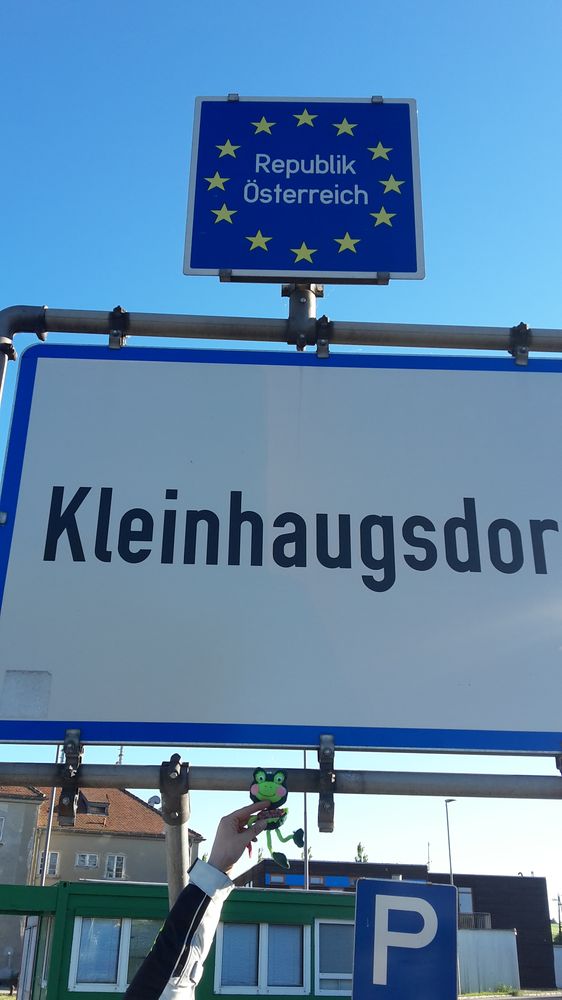 Republik
Österreich
Kleinhaugsdor
P